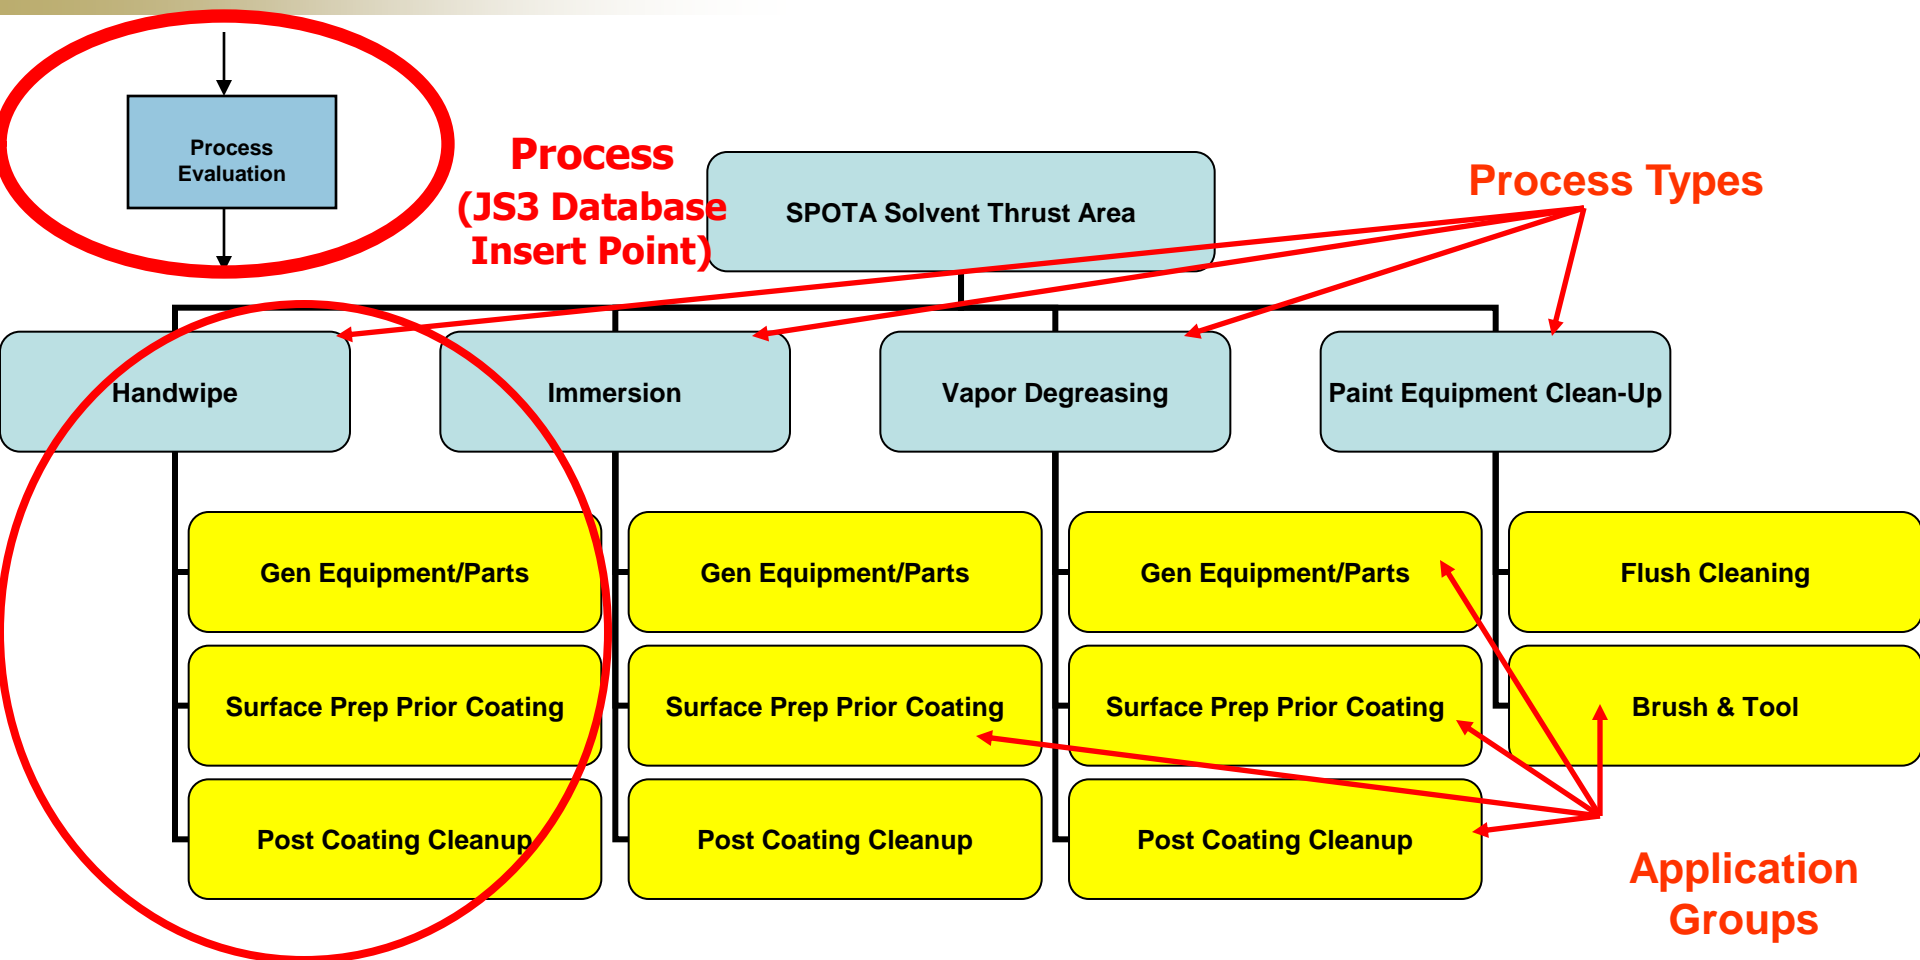 Process
Evaluation
Process
(JS3 Database
Insert Point)
SPOTA Solvent Thrust Area
Process Types
Handwipe
Immersion
Vapor Degreasing
Paint Equipment Clean-Up
Gen Equipment/Parts
Gen Equipment/Parts
Gen Equipment/Parts
Flush Cleaning
Surface Prep Prior Coating
Surface Prep Prior Coating
Surface Prep Prior Coating
Brush & Tool
Post Coating Cleanup
Post Coating Cleanup
Post Coating Cleanup
Application
Groups